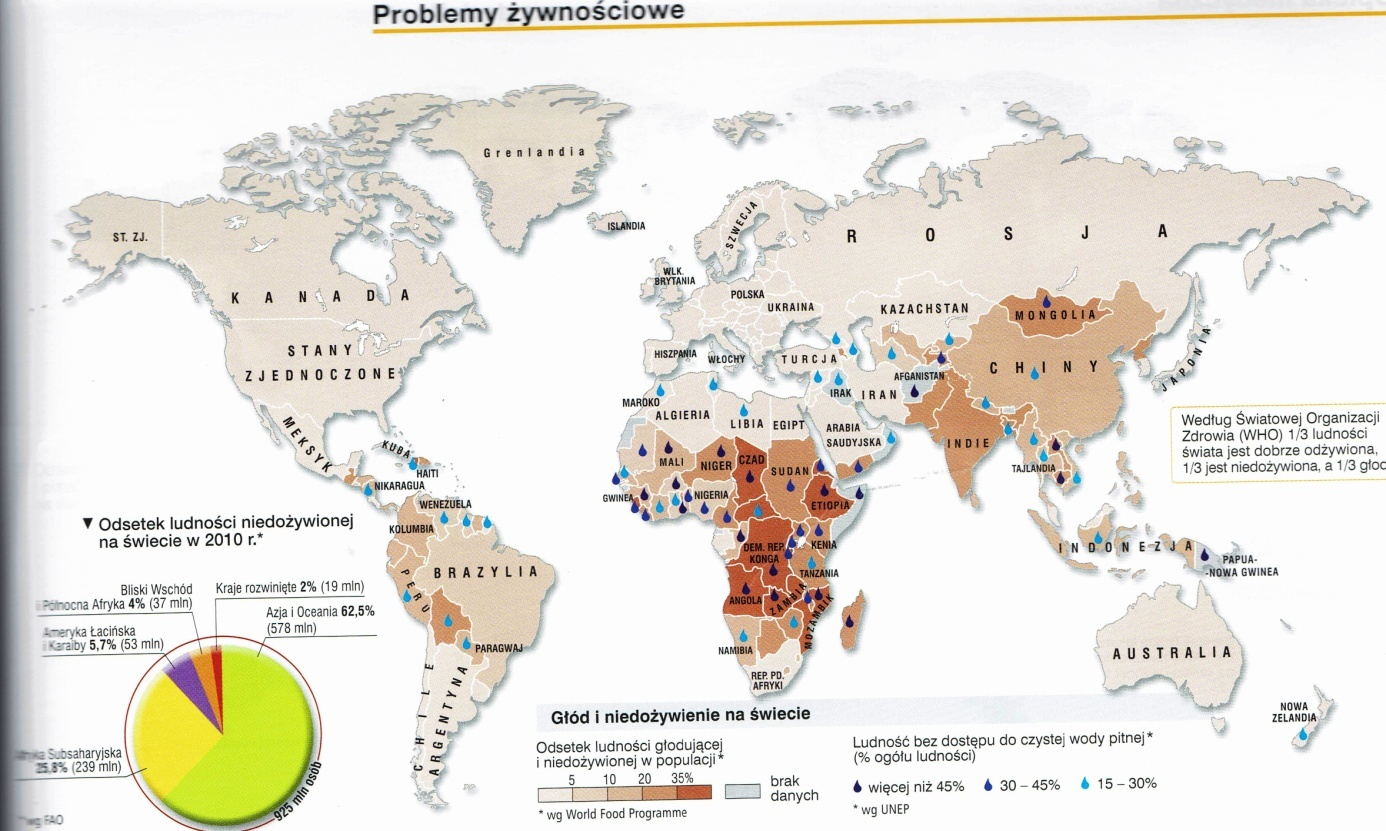 Problemy żywnościowe
Grenlandia
ISLANDIA
ST. ZJ.
KANADA
STANY
ZJEDNOCZONE
MEKSYK
KUBA
HAITI
NIKARAGUA
WENEZUELA
KOLUMBIA
PERU
BRAZYLIA
PARAGWAJ
CHILE
ARGENTYNA
SZWECJA
WLK.
BRYTANIA
POLSKA
UKRAINA
HISZPANIA
WŁOCHY
TURCJA
ROSJA
KAZACHSTAN
MONGOLIA
CHINY
JAPONIA
AFGANISTAN
IRAK
IRAN
ARABIA
SAUDYJSKA
INDIE
TAJLANDIA
INDONEZJA
PAPUA-
-NOWA GWINEA
AUSTRALIA
NOWA
ZELANDIA
MAROKO
ALGIERIA
LIBIA
EGIPT
MALI
NIGER
CZAD
SUDAN
GWINEA
NIGERIA
ETIOPIA
DEM. REP.
KONGA
KENIA
TANZANIA
ANGOLA
ZAMBIA
MOZAMBIK
NAMIBIA
REP. PD.
AFRYKI
Według Światowej Organizacji
Zdrowia (WHO) 1/3 ludności
świata jest dobrze odżywiona,
1/3 jest niedożywiona, a 1/3
▼ Odsetek ludności niedożywionej
na świecie w 2010 r.*
Bliski Wschód
i Północna Afryka 4% (37 mln)
Kraje rozwinięte 2% (19 mln)
Azja i Oceania 62,5%
(578 mln)
Ameryka Łacińska
i Karaiby 5,7% (53 mln)
Subsaharyjska
25,8% (239 mln)
925 mln osób
* wg FAO
Głód i niedożywienie na świecie
Odsetek ludności głodującej
i niedożywionej w populacji*
5 10 20 35%
* wg World Food Programme
brak
danych
Ludność bez dostępu do czystej wody pitnej*
(% ogółu ludności)
więcej niż 45% 30 – 45% 15 – 30%
* wg UNEP